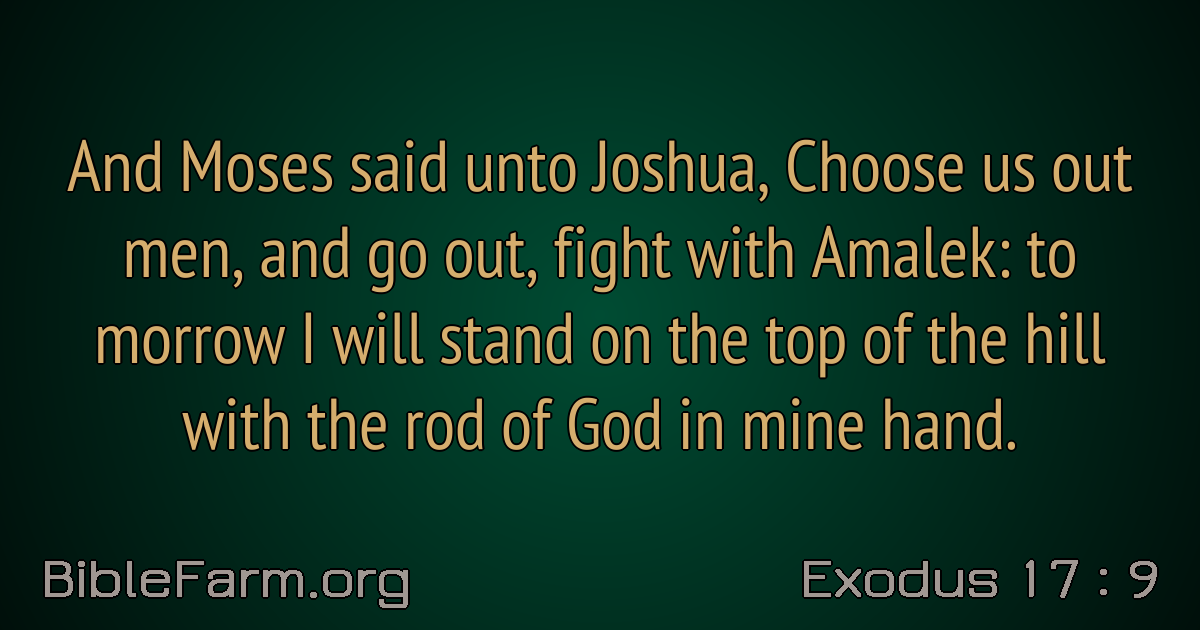 And Moses said unto Joshua, Choose us out
men, and go out, fight with Amalek: to
morrow I will stand on the top of the hill
with the rod of God in mine hand.
BibleFarm.org
Exodus 17 : 9